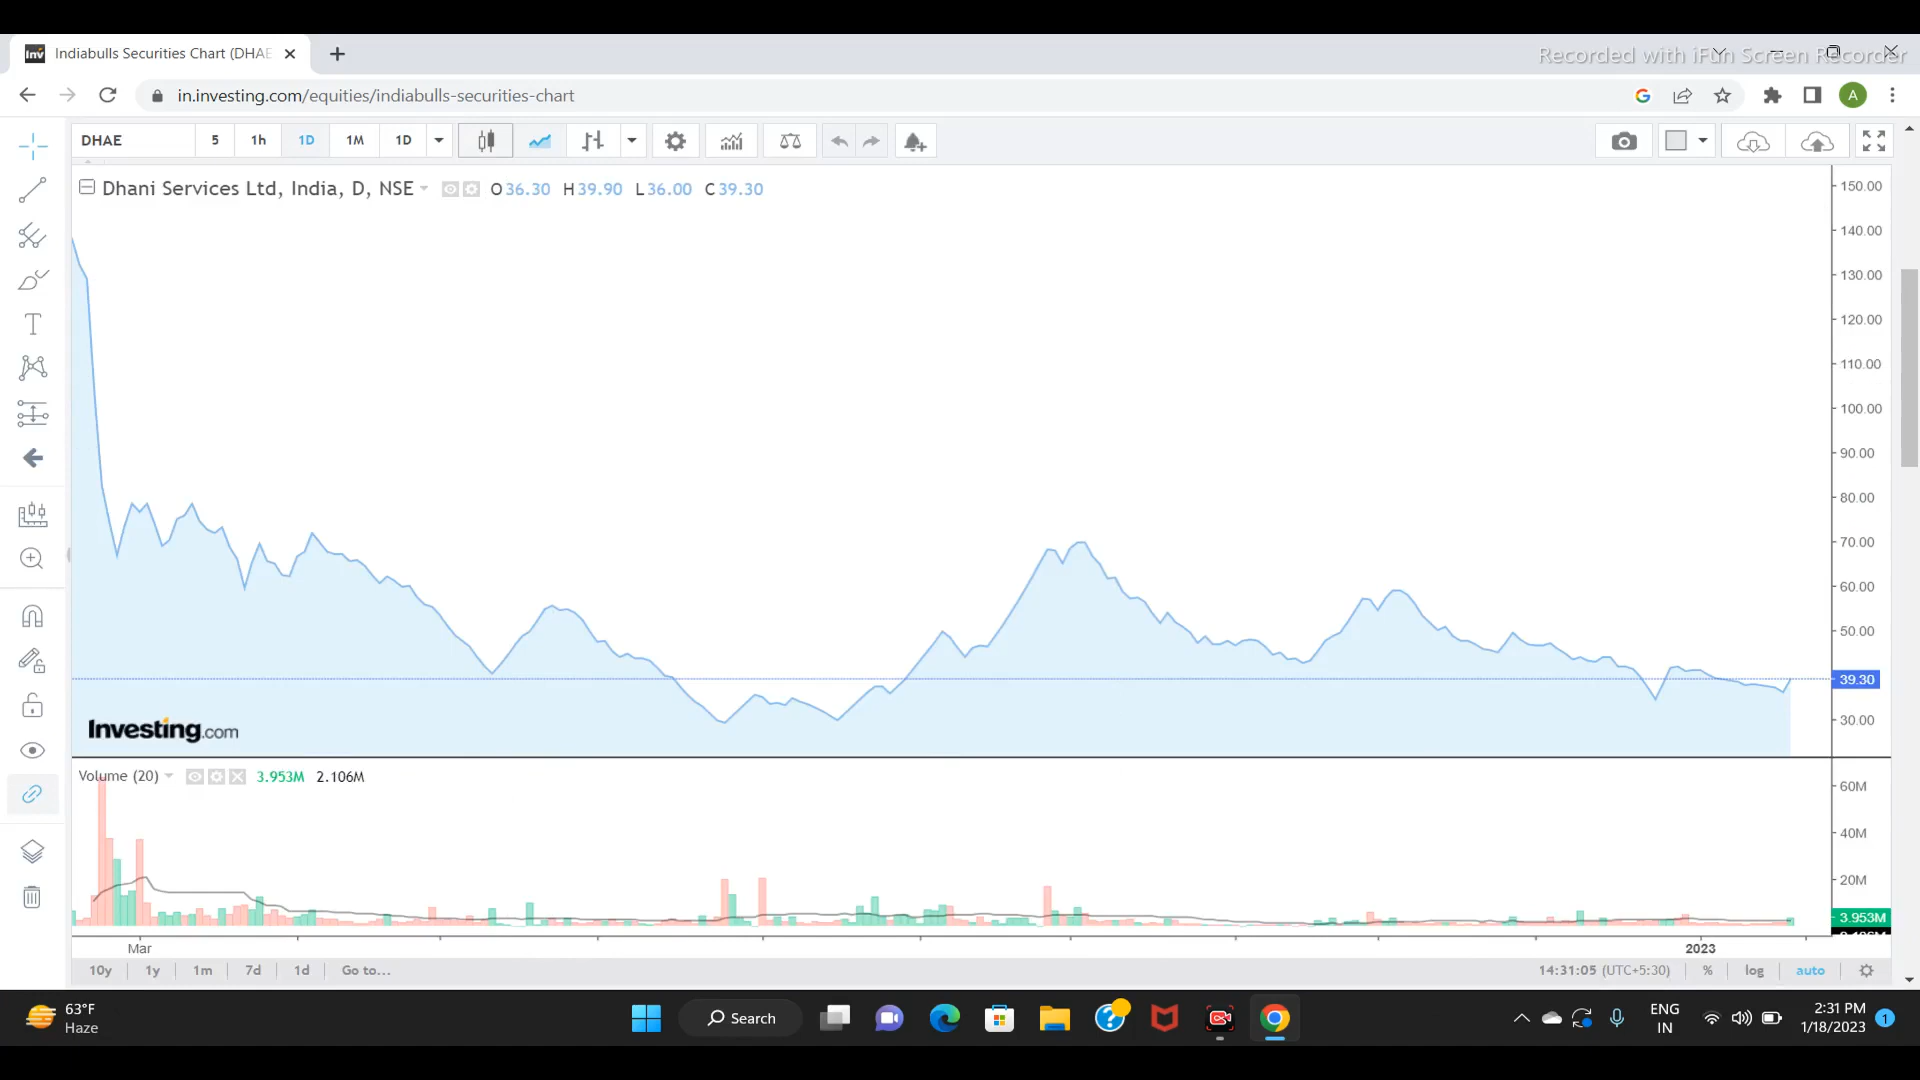 Indiabulls Securities Chart (DHAE
Recorded with iFun Screen Recorder
in.investing.com/equities/indiabulls-securities-chart
A
DHAE 5 1h 1D 1M 1D
Dhani Services Ltd, India, D, NSE O 36.30 H 39.90 L 36.00 C 39.30
150.00
140.00
130.00
120.00
110.00
100.00
90.00
80.00
70.00
60.00
50.00
39.30
30.00
Investing.com
Volume (20) 3.953M 2.106M
60M
40M
20M
3.953M
Mar 2023
10y 1y 1m 7d 1d Go to... 14:31:05 (UTC+5:30) % log auto
63°F
Haze
Search
ENG
IN
2:31 PM
1/18/2023
1